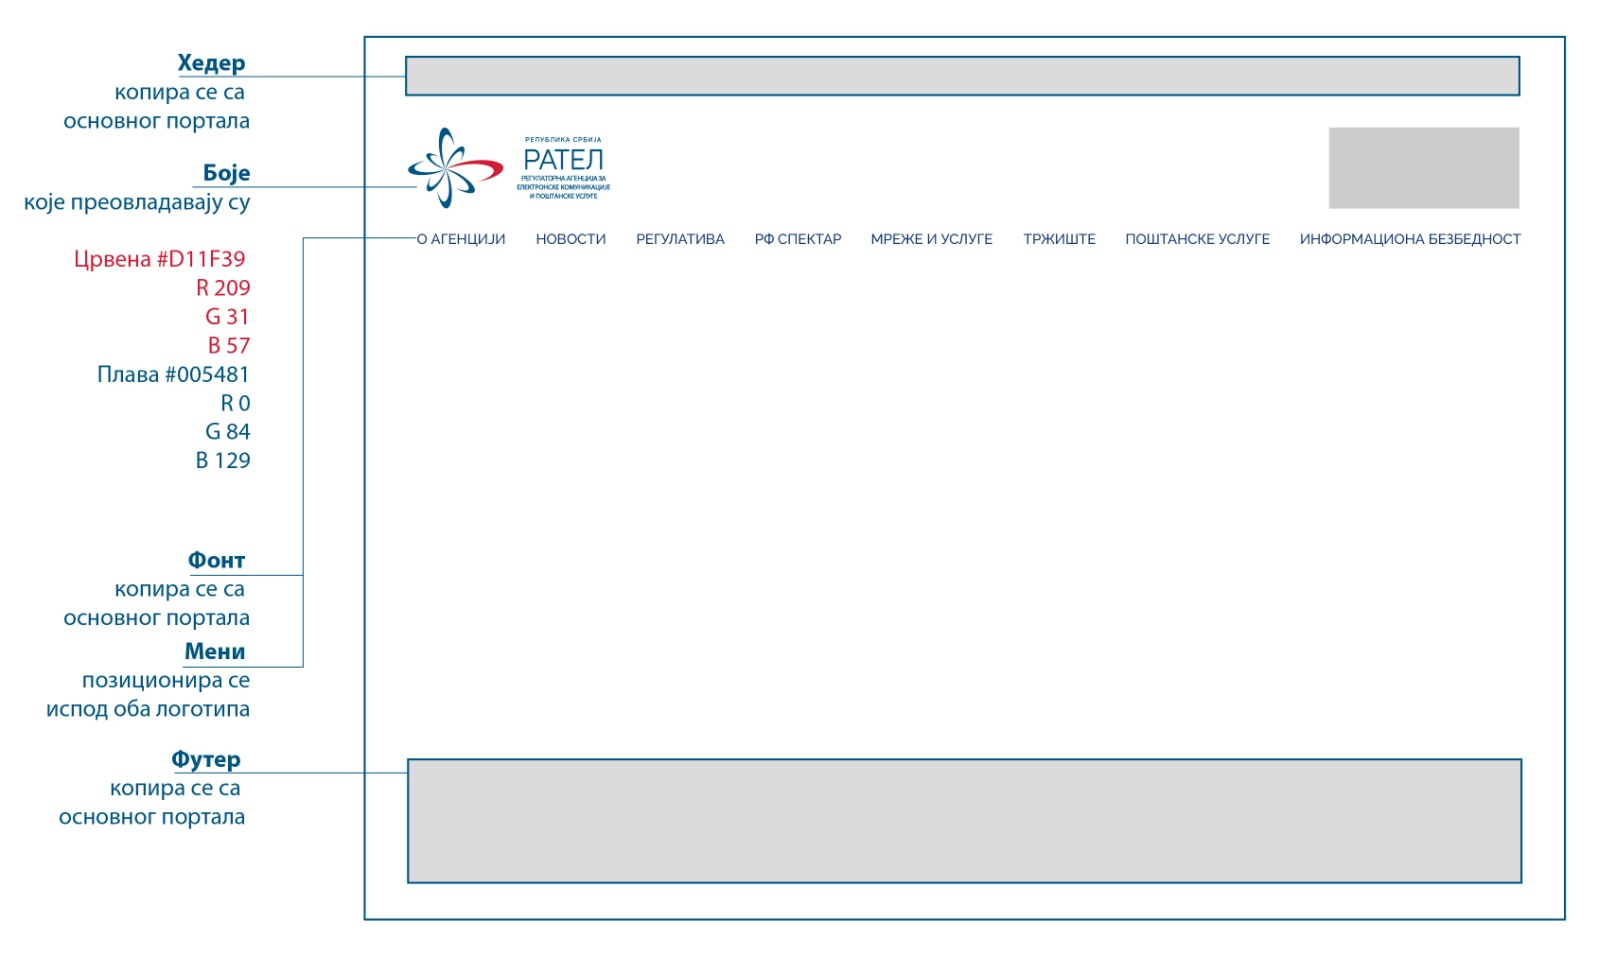 Хедер
копира се са
основног портала
Боје
које преовладавају су
Црвена #D11F39
R 209
G 31
B 57
Плава #005481
R 0
G 84
B 129
Фонт
копира се са
основног портала
Мени
позиционира се
испод оба логотипа
Футер
копира се са
основног портала
РЕПУБЛИКА СРБИЈА
РАТЕЛ
РЕГУЛАТОРНА АГЕНЦИЈА ЗА
ЕЛЕКТРОНСКЕ КОМУНИКАЦИЈЕ
И ПОШТАНСКЕ УСЛУГЕ
О АГЕНЦИЈИ НОВОСТИ РЕГУЛАТИВА РФ СПЕКТАР МРЕЖЕ И УСЛУГЕ ТРЖИШТЕ ПОШТАНСКЕ УСЛУГЕ ИНФОРМАЦИОНА БЕЗБЕДНОСТ